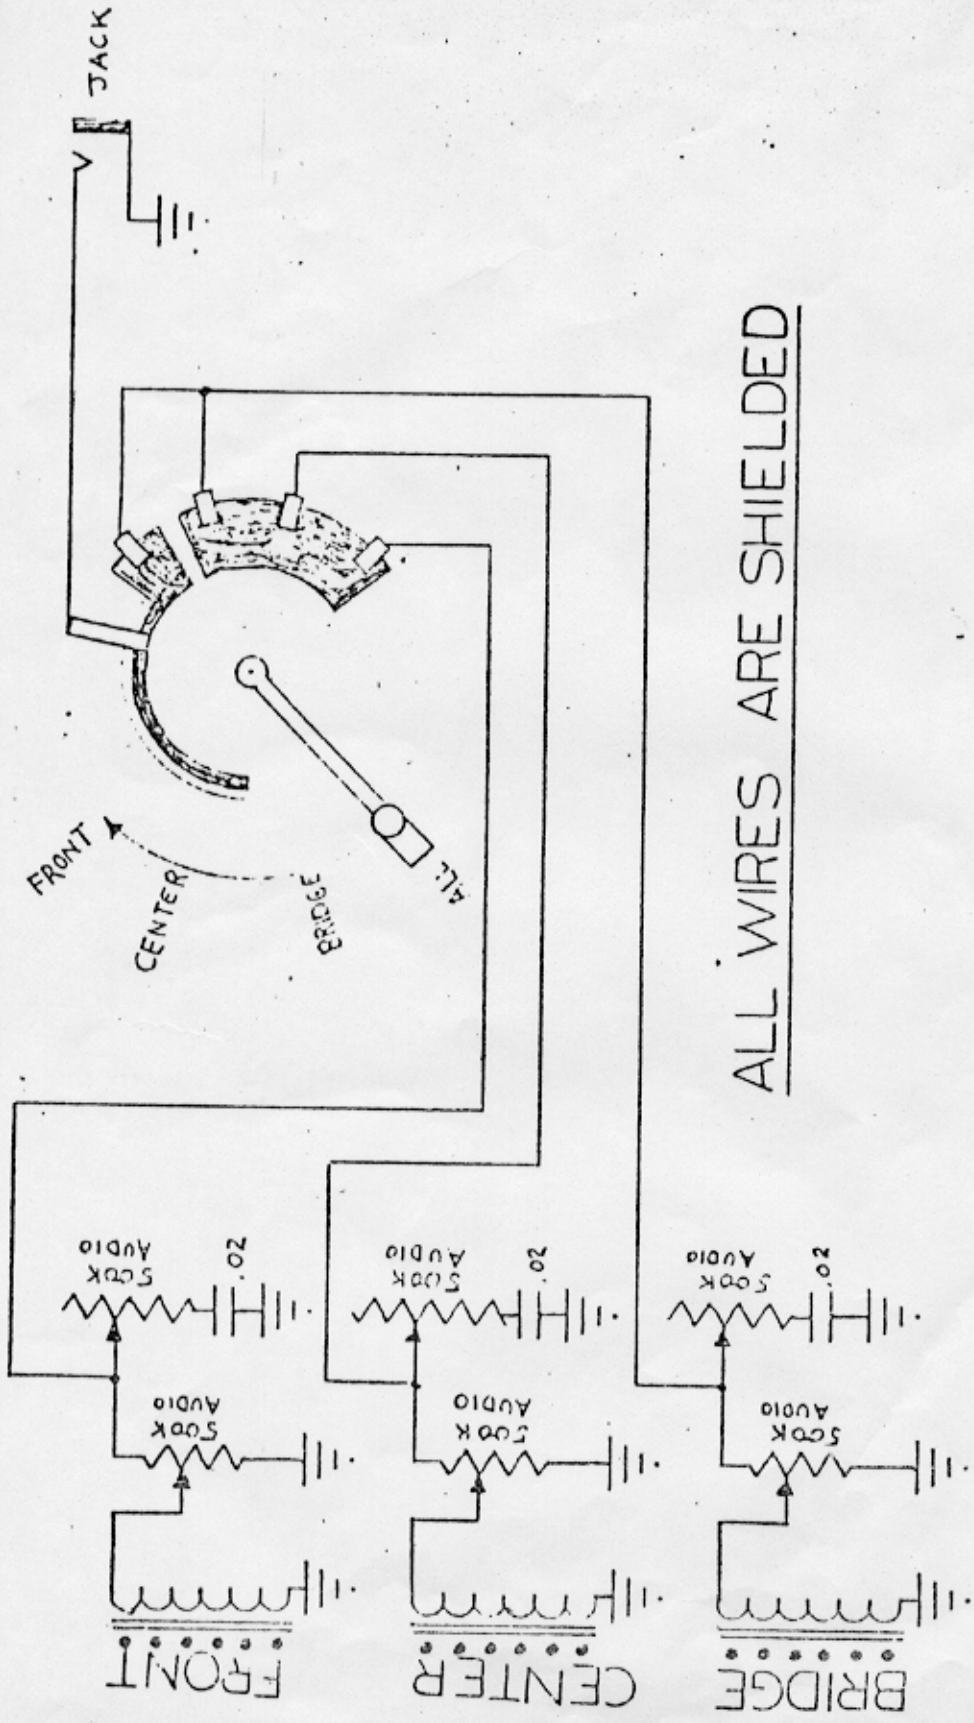 JACK
FRONT
CENTER
BRIDGE
ALL
500K
AUDIO
.02
500K
AUDIO
FRONT
500K
AUDIO
.02
500K
AUDIO
CENTER
500K
AUDIO
.02
500K
AUDIO
BRIDGE
ALL WIRES ARE SHIELDED